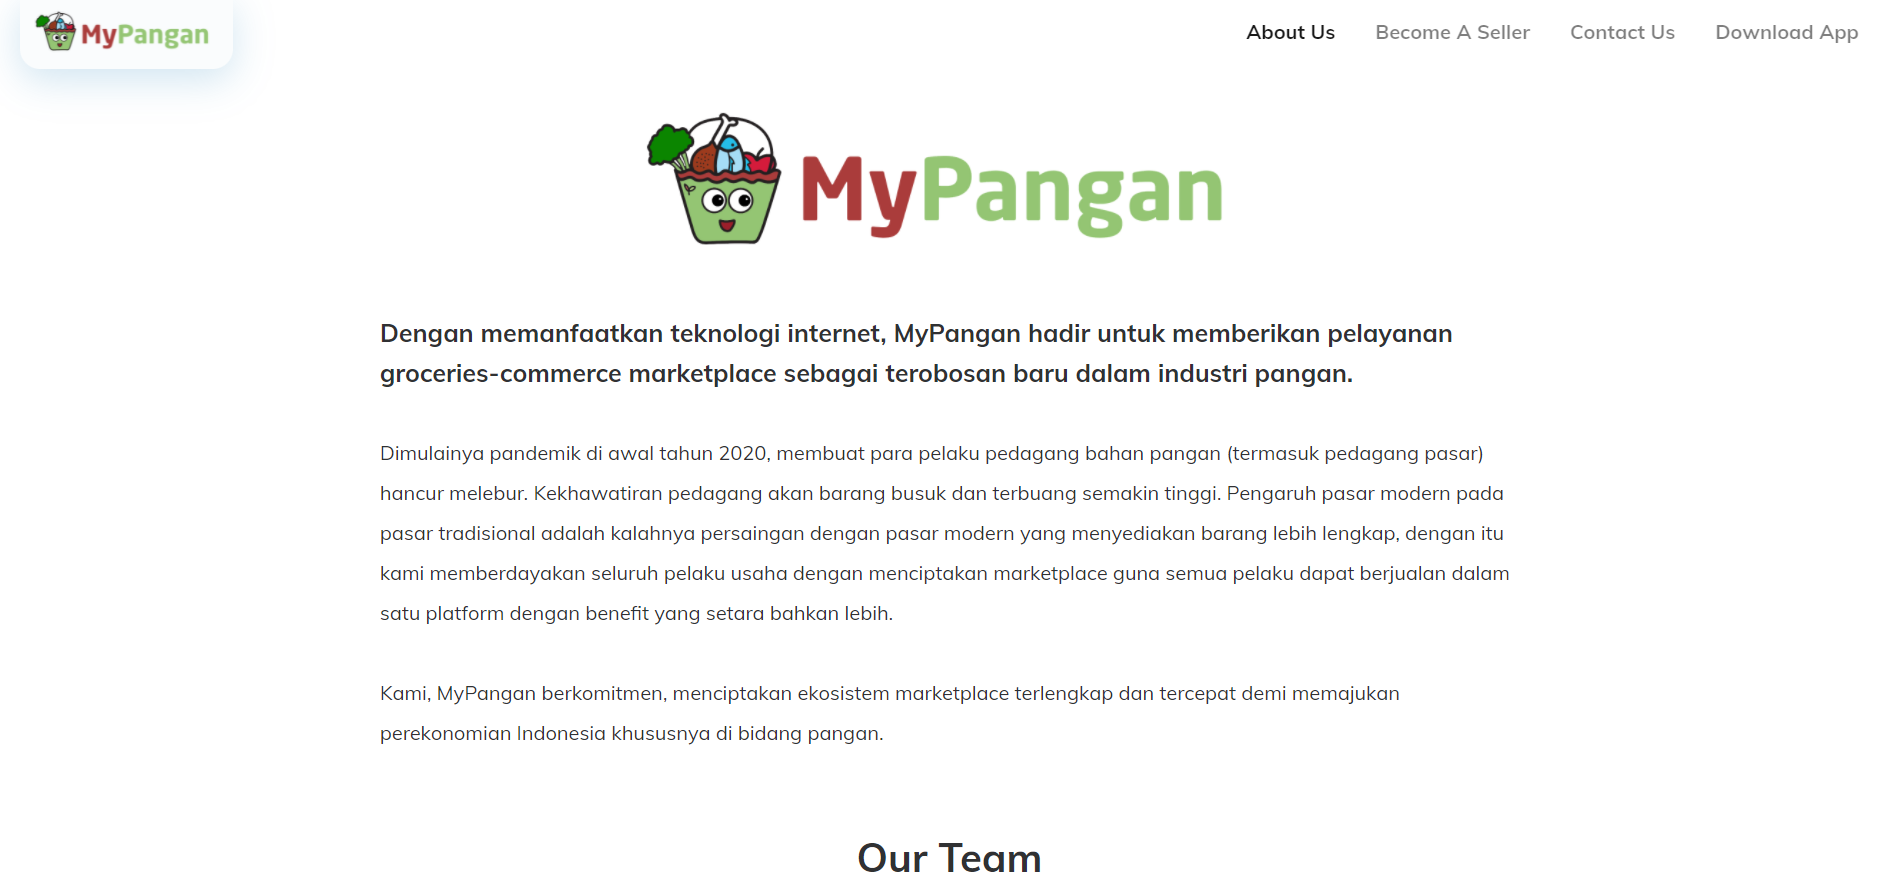 MyPangan
About Us
Become A Seller
Contact Us
Download App
MyPangan
Dengan memanfaatkan teknologi internet, MyPangan hadir untuk memberikan pelayanan
groceries-commerce marketplace sebagai terobosan baru dalam industri pangan.
Dimulainya pandemik di awal tahun 2020, membuat para pelaku pedagang bahan pangan (termasuk pedagang pasar)
hancur melebur. Kekhawatiran pedagang akan barang busuk dan terbuang semakin tinggi. Pengaruh pasar modern pada
pasar tradisional adalah kalahnya persaingan dengan pasar modern yang menyediakan barang lebih lengkap, dengan itu
kami memberdayakan seluruh pelaku usaha dengan menciptakan marketplace guna semua pelaku dapat berjualan dalam
satu platform dengan benefit yang setara bahkan lebih.
Kami, MyPangan berkomitmen, menciptakan ekosistem marketplace terlengkap dan tercepat demi memajukan
perekonomian Indonesia khususnya di bidang pangan.
Our Team